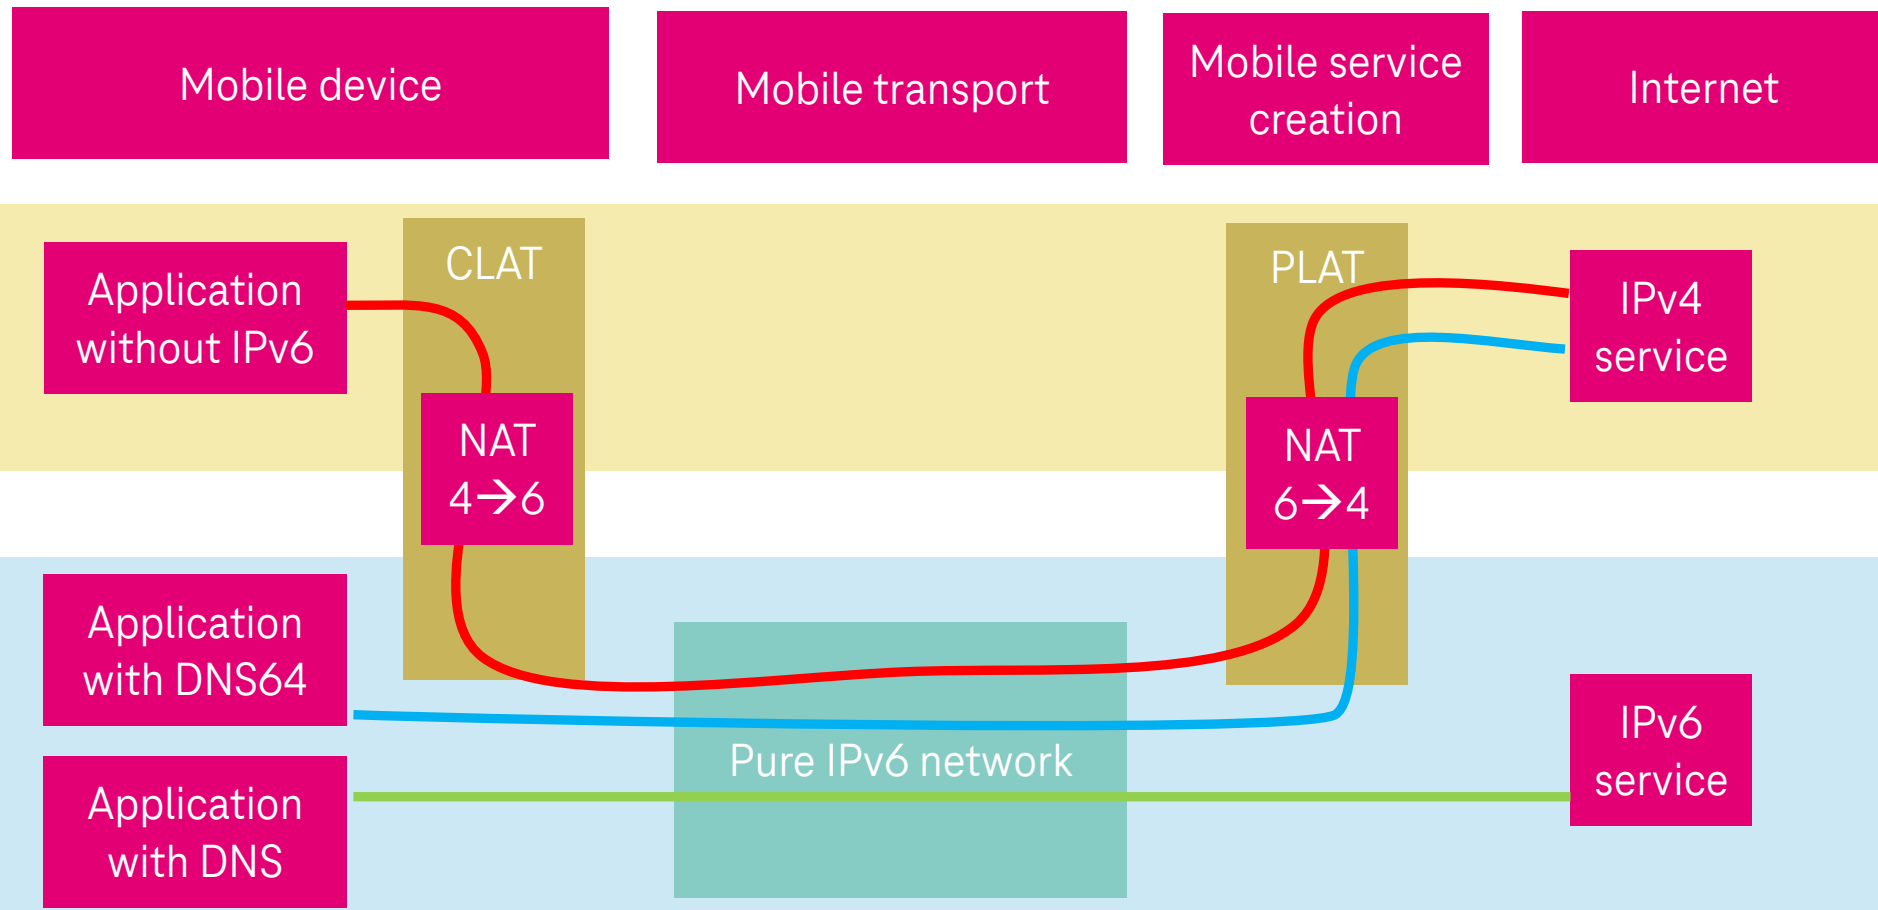 Mobile device
Mobile transport
Mobile service
creation
Internet
Application
without IPv6
CLAT
NAT
4→6
PLAT
NAT
6→4
IPv4
service
Application
with DNS64
Pure IPv6 network
IPv6
service
Application
with DNS